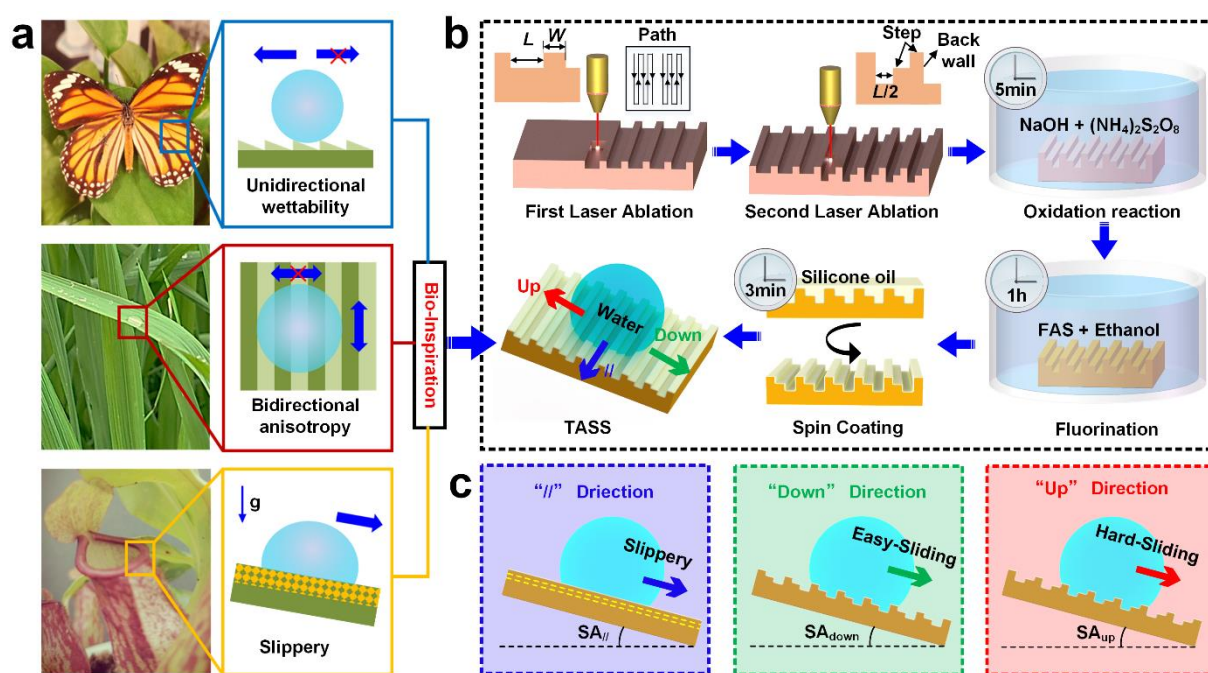 a
Unidirectional
wettability
Bidirectional
anisotropy
g
Slippery
Bio-Inspiration
b
L
W
Path
First Laser Ablation
Step
Back
wall
L/2
Second Laser Ablation
5min
NaOH + (NH₄)₂S₂O₈
Oxidation reaction
Up
Water
Down
//
TASS
3min
Silicone oil
Spin Coating
1h
FAS + Ethanol
Fluorination
c
“//” Driection
Slippery
SA//
“Down” Direction
Easy-Sliding
SAdown
“Up” Direction
Hard-Sliding
SAup